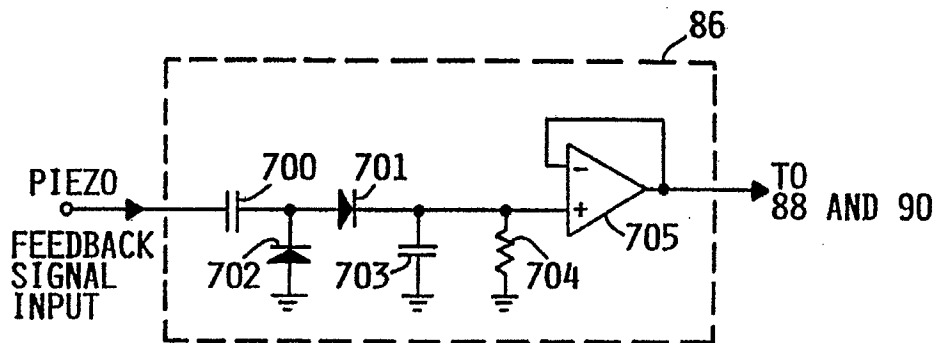 86
PIEZO
FEEDBACK
SIGNAL
INPUT
700
701
702
703
704
705
-
+
TO
88 AND 90